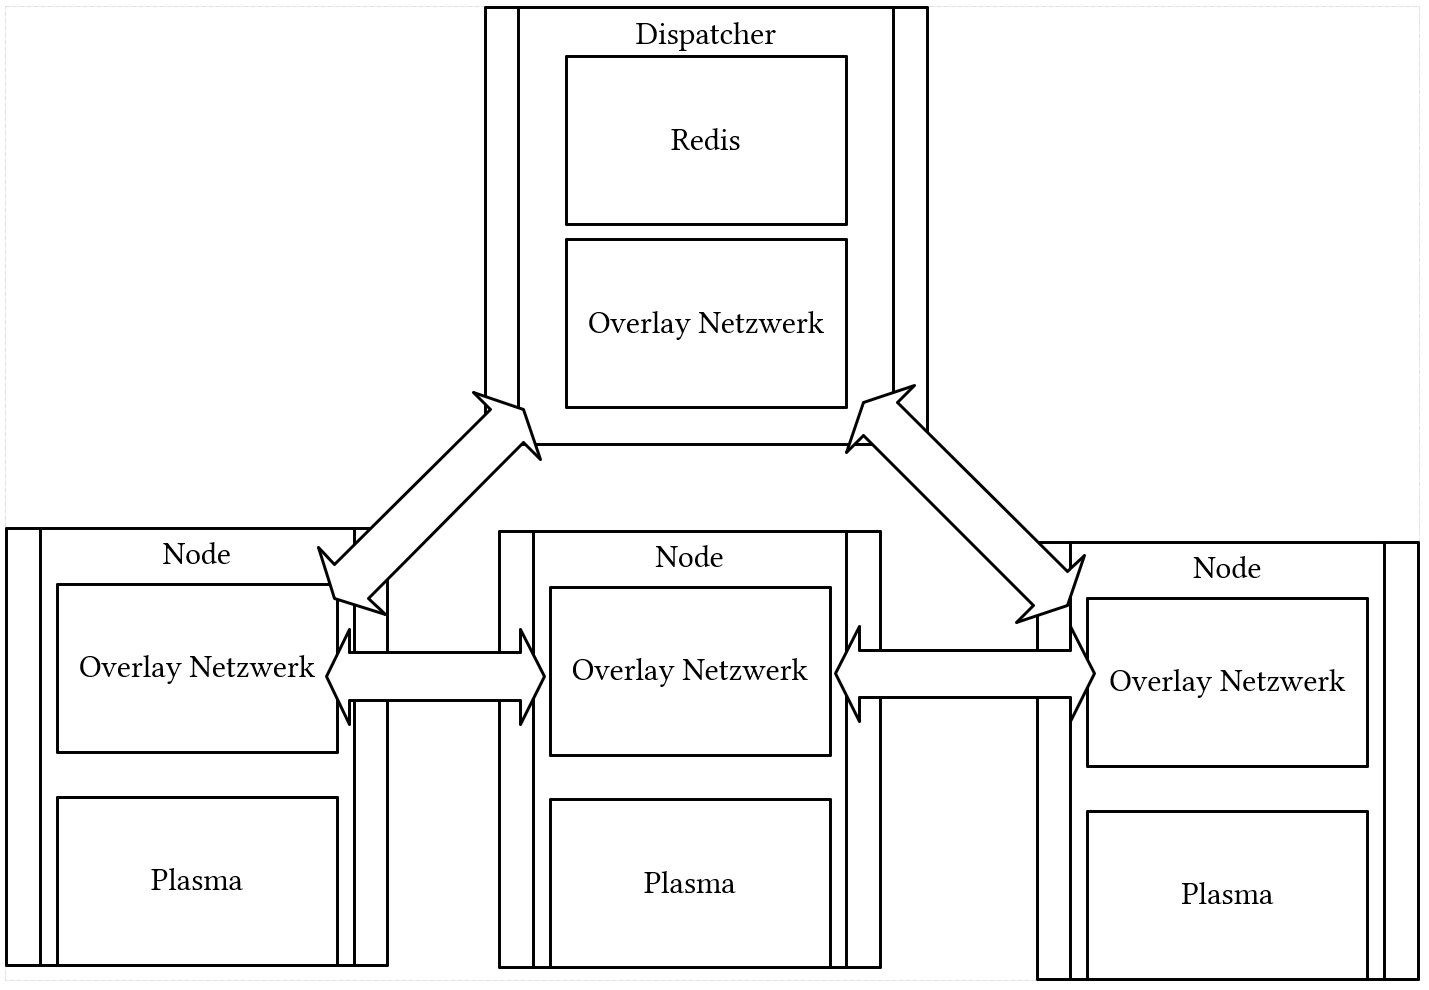 Dispatcher
Redis
Overlay Netzwerk
Node
Overlay Netzwerk
Plasma
Node
Overlay Netzwerk
Plasma
Node
Overlay Netzwerk
Plasma